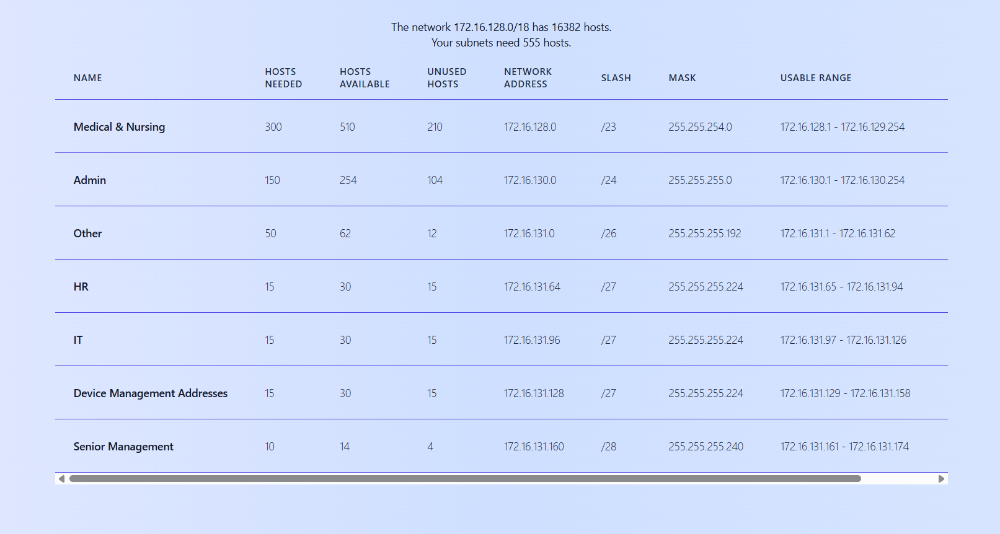 The network 172.16.128.0/18 has 16382 hosts.
Your subnets need 555 hosts.
NAME HOSTS NEEDED HOSTS AVAILABLE UNUSED HOSTS NETWORK ADDRESS SLASH MASK USABLE RANGE
Medical & Nursing 300 510 210 172.16.128.0 /23 255.255.254.0 172.16.128.1 - 172.16.129.254
Admin 150 254 104 172.16.130.0 /24 255.255.255.0 172.16.130.1 - 172.16.130.254
Other 50 62 12 172.16.131.0 /26 255.255.255.192 172.16.131.1 - 172.16.131.62
HR 15 30 15 172.16.131.64 /27 255.255.255.224 172.16.131.65 - 172.16.131.94
IT 15 30 15 172.16.131.96 /27 255.255.255.224 172.16.131.97 - 172.16.131.126
Device Management Addresses 15 30 15 172.16.131.128 /27 255.255.255.224 172.16.131.129 - 172.16.131.158
Senior Management 10 14 4 172.16.131.160 /28 255.255.255.240 172.16.131.161 - 172.16.131.174